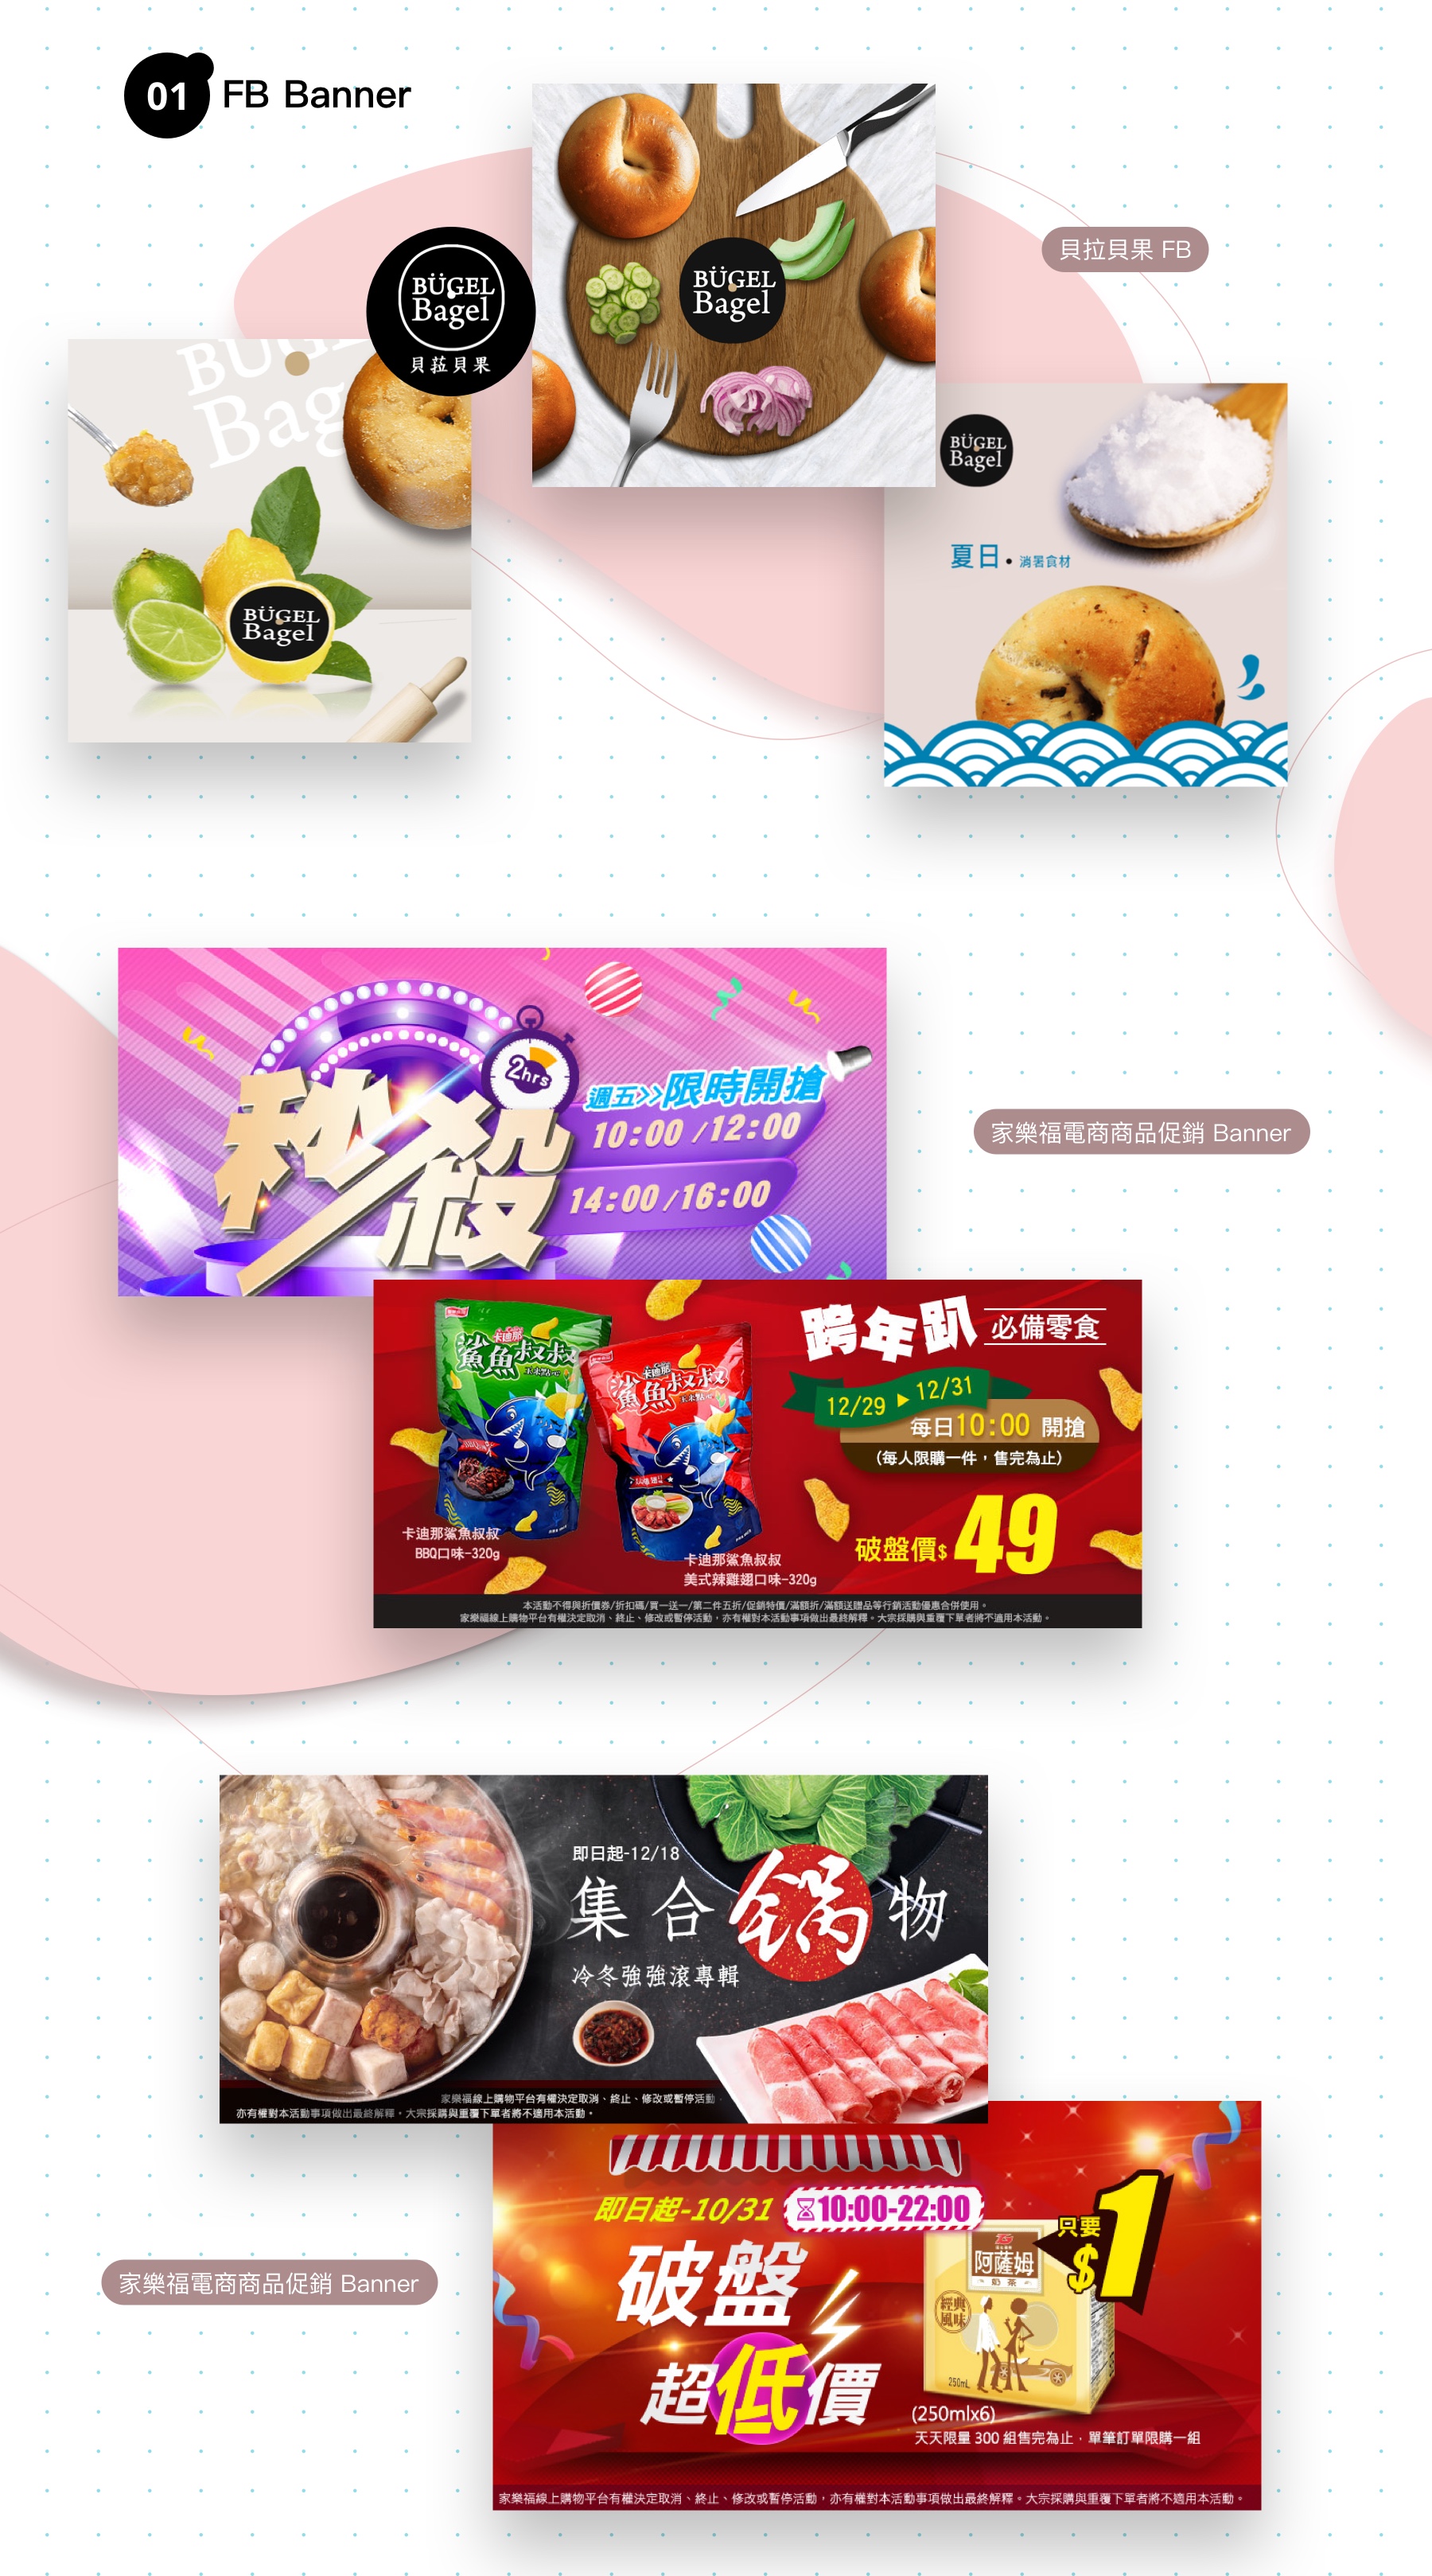 01 FB Banner
BÜGEL
Bagel
貝菈貝果
BÜGEL
Bagel
貝拉貝果 FB
Bag
BÜGEL
Bagel
BÜGEL
Bagel
夏日・消暑食材
秒殺
2hrs
週五>>限時開搶
10:00 /12:00
14:00 /16:00
家樂福電商商品促銷 Banner
卡迪那
鯊魚叔叔
卡迪那
鯊魚叔叔
卡迪那鯊魚叔叔
BBQ口味-320g
卡迪那鯊魚叔叔
美式辣雞翅口味-320g
跨年趴 必備零食
12/29 ▶ 12/31
每日10:00 開搶
(每人限購一件，售完為止)
破盤價$49
本活動不得與折價券/折扣碼/買一送一/第二件五折/促銷特價/滿額折/滿額送贈品等行銷活動優惠合併使用。
家樂福線上購物平台有權決定取消、終止、修改或暫停活動，亦有權對本活動事項做出最終解釋。大宗採購與重覆下單者將不適用本活動。
即日起-12/18
集合鍋物
冷冬強強滾專輯
家樂福線上購物平台有權決定取消、終止、修改或暫停活動，
亦有權對本活動事項做出最終解釋。大宗採購與重覆下單者將不適用本活動。
家樂福電商商品促銷 Banner
即日起-10/31 10:00-22:00
破盤
超低價
只要
$1
阿薩姆
奶茶
經典
風味
250mL
(250mlx6)
天天限量 300 組售完為止，單筆訂單限購一組
家樂福線上購物平台有權決定取消、終止、修改或暫停活動，亦有權對本活動事項做出最終解釋。大宗採購與重覆下單者將不適用本活動。